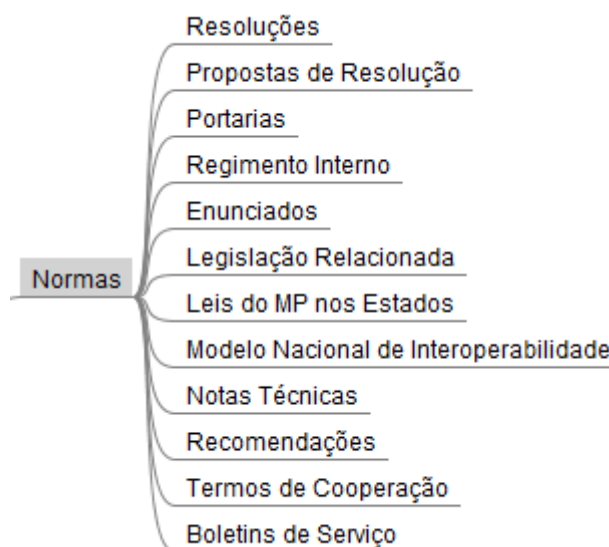 Resoluções
Propostas de Resolução
Portarias
Regimento Interno
Enunciados
Legislação Relacionada
Normas
Leis do MP nos Estados
Modelo Nacional de Interoperabilidade
Notas Técnicas
Recomendações
Termos de Cooperação
Boletins de Serviço